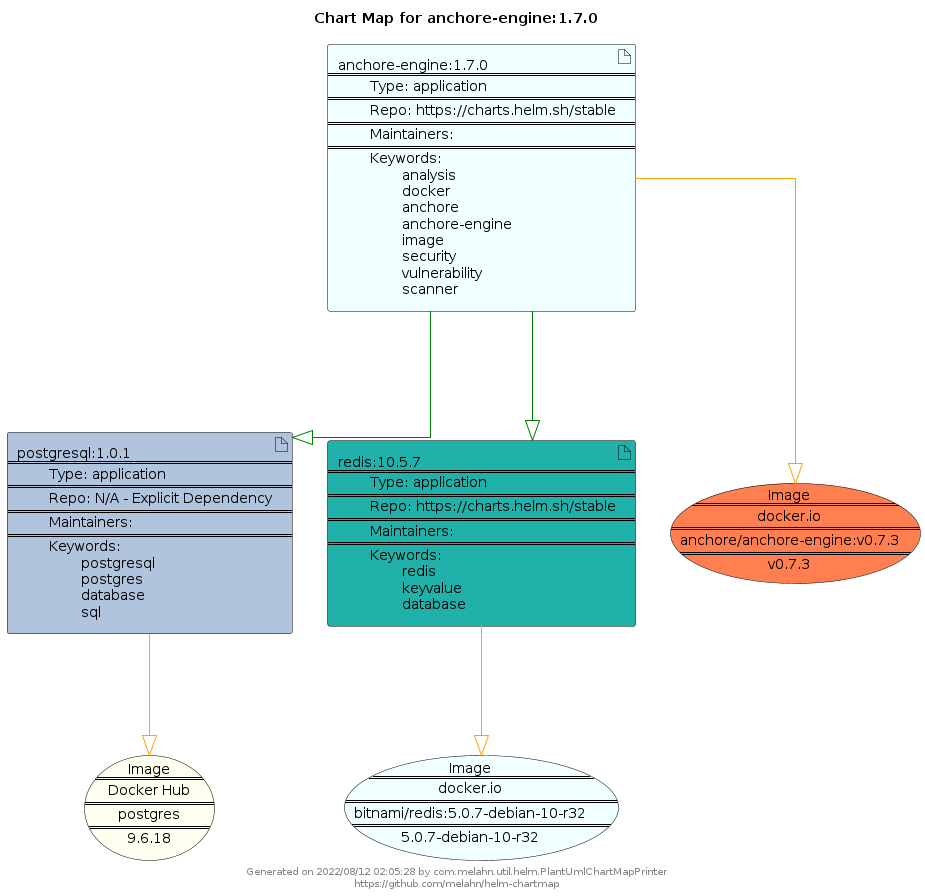 Chart Map for anchore-engine:1.7.0
anchore-engine:1.7.0
Type: application
Repo: https://charts.helm.sh/stable
Maintainers:
Keywords:
analysis
docker
anchore
anchore-engine
image
security
vulnerability
scanner
postgresql:1.0.1
Type: application
Repo: N/A - Explicit Dependency
Maintainers:
Keywords:
postgresql
postgres
database
sql
redis:10.5.7
Type: application
Repo: https://charts.helm.sh/stable
Maintainers:
Keywords:
redis
keyvalue
database
Image
docker.io
anchore/anchore-engine:v0.7.3
v0.7.3
Image
Docker Hub
postgres
9.6.18
Image
docker.io
bitnami/redis:5.0.7-debian-10-r32
5.0.7-debian-10-r32
Generated on 2022/08/12 02:05:28 by com.melahn.util.helm.PlantUmlChartMapPrinter
https://github.com/melahn/helm-chartmap